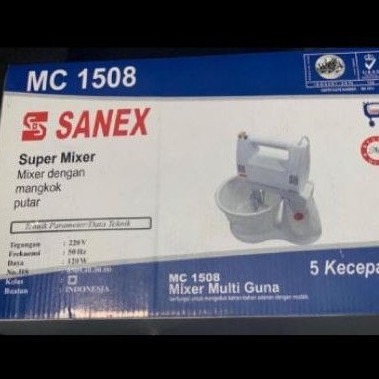 MC 1508
SANEX
Super Mixer
Mixer dengan
mangkok
putar
Teknik Parameter/Data Teknik
Tegangan : 220 V
Frekuensi : 50 Hz
Daya : 120 W
No. HS
Kelas :
Buatan : INDONESIA
MC 1508
Mixer Multi Guna
5 Kecepa